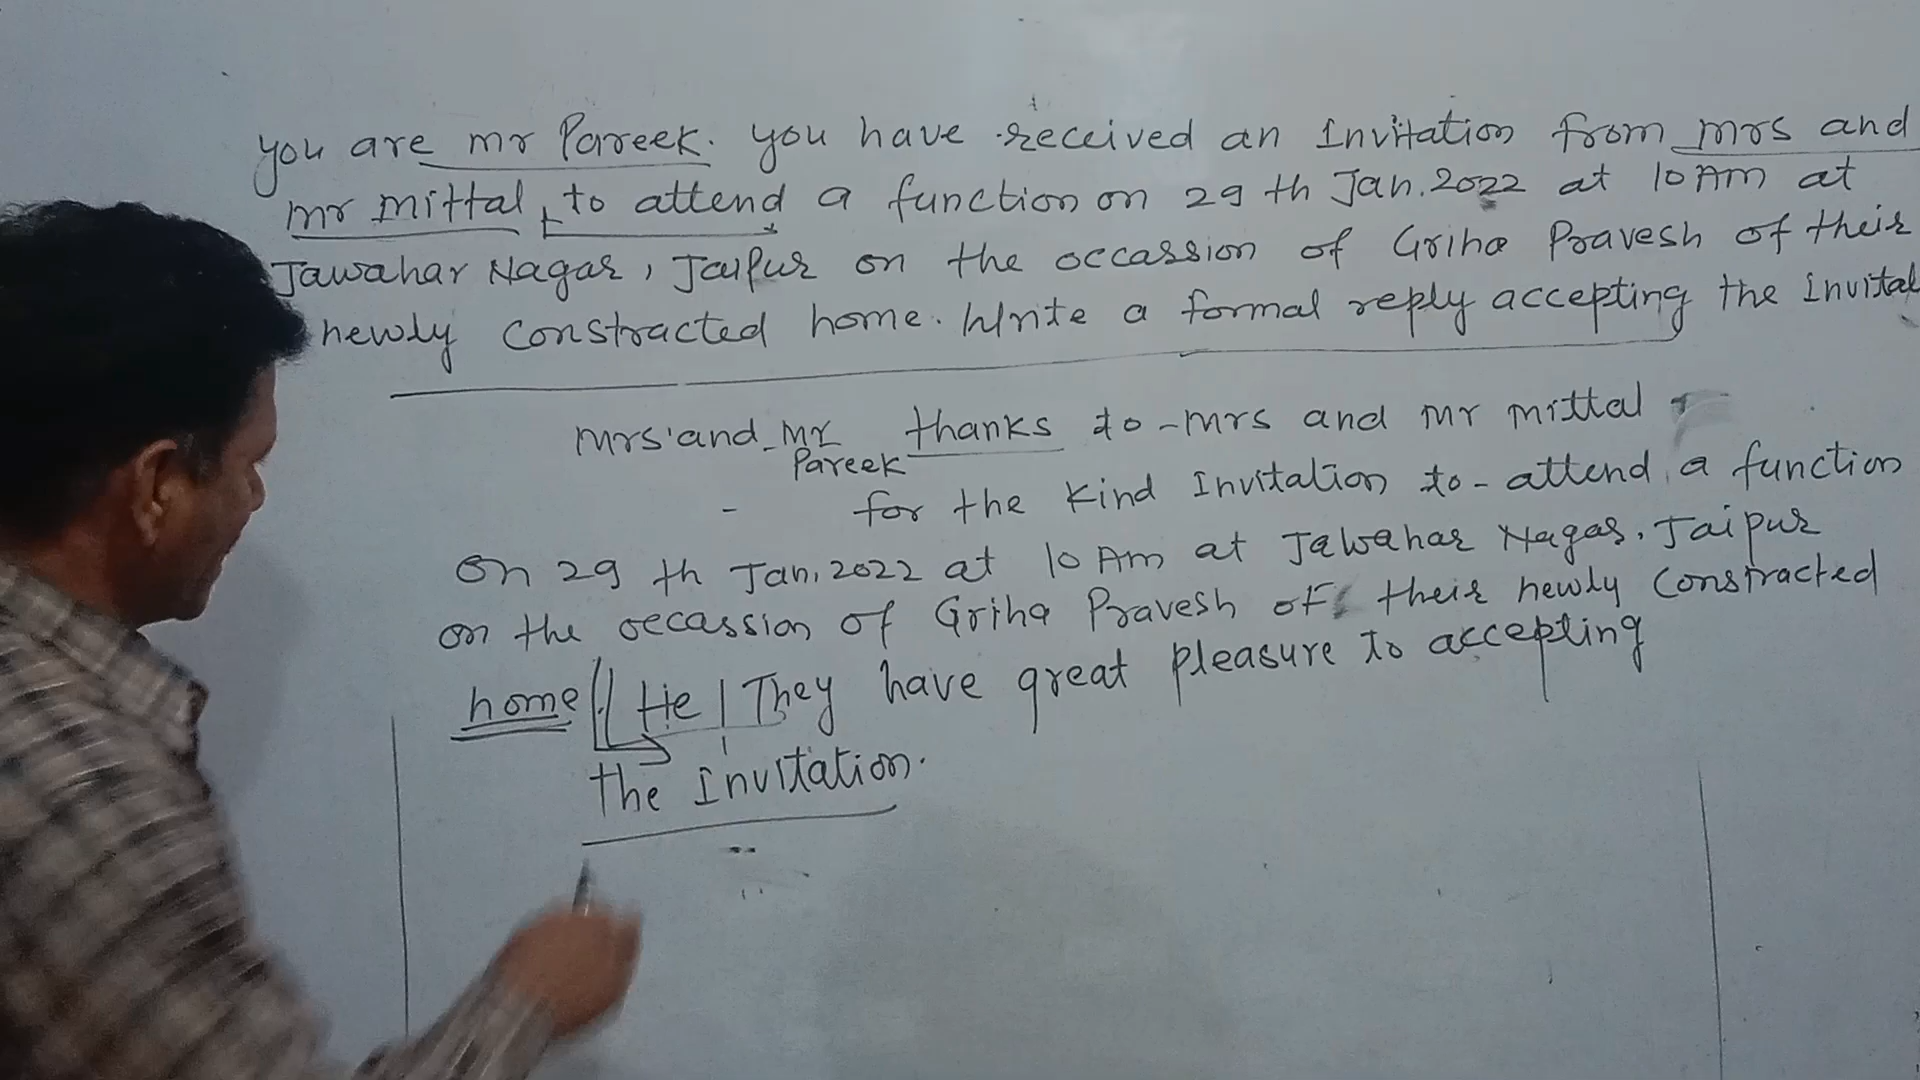 you are mr Pareek. you have received an Invitation from mrs and
mr mittal, to attend a function on 29 th Jan. 2022 at 10 Am at
Jawahar Nagar, Jaipur on the occassion of Griha Pravesh of their
newly constracted home. Write a formal reply accepting the invitat
Mrs and Mr thanks to - mrs and Mr mittal
Pareek
for the kind Invitation to - attend a function
on 29 th Jan, 2022 at 10 Am at Jawahar Nagar, Jaipur
on the occassion of Griha Pravesh of their newly constracted
home || He | They have great pleasure to accepting
the Invitation.